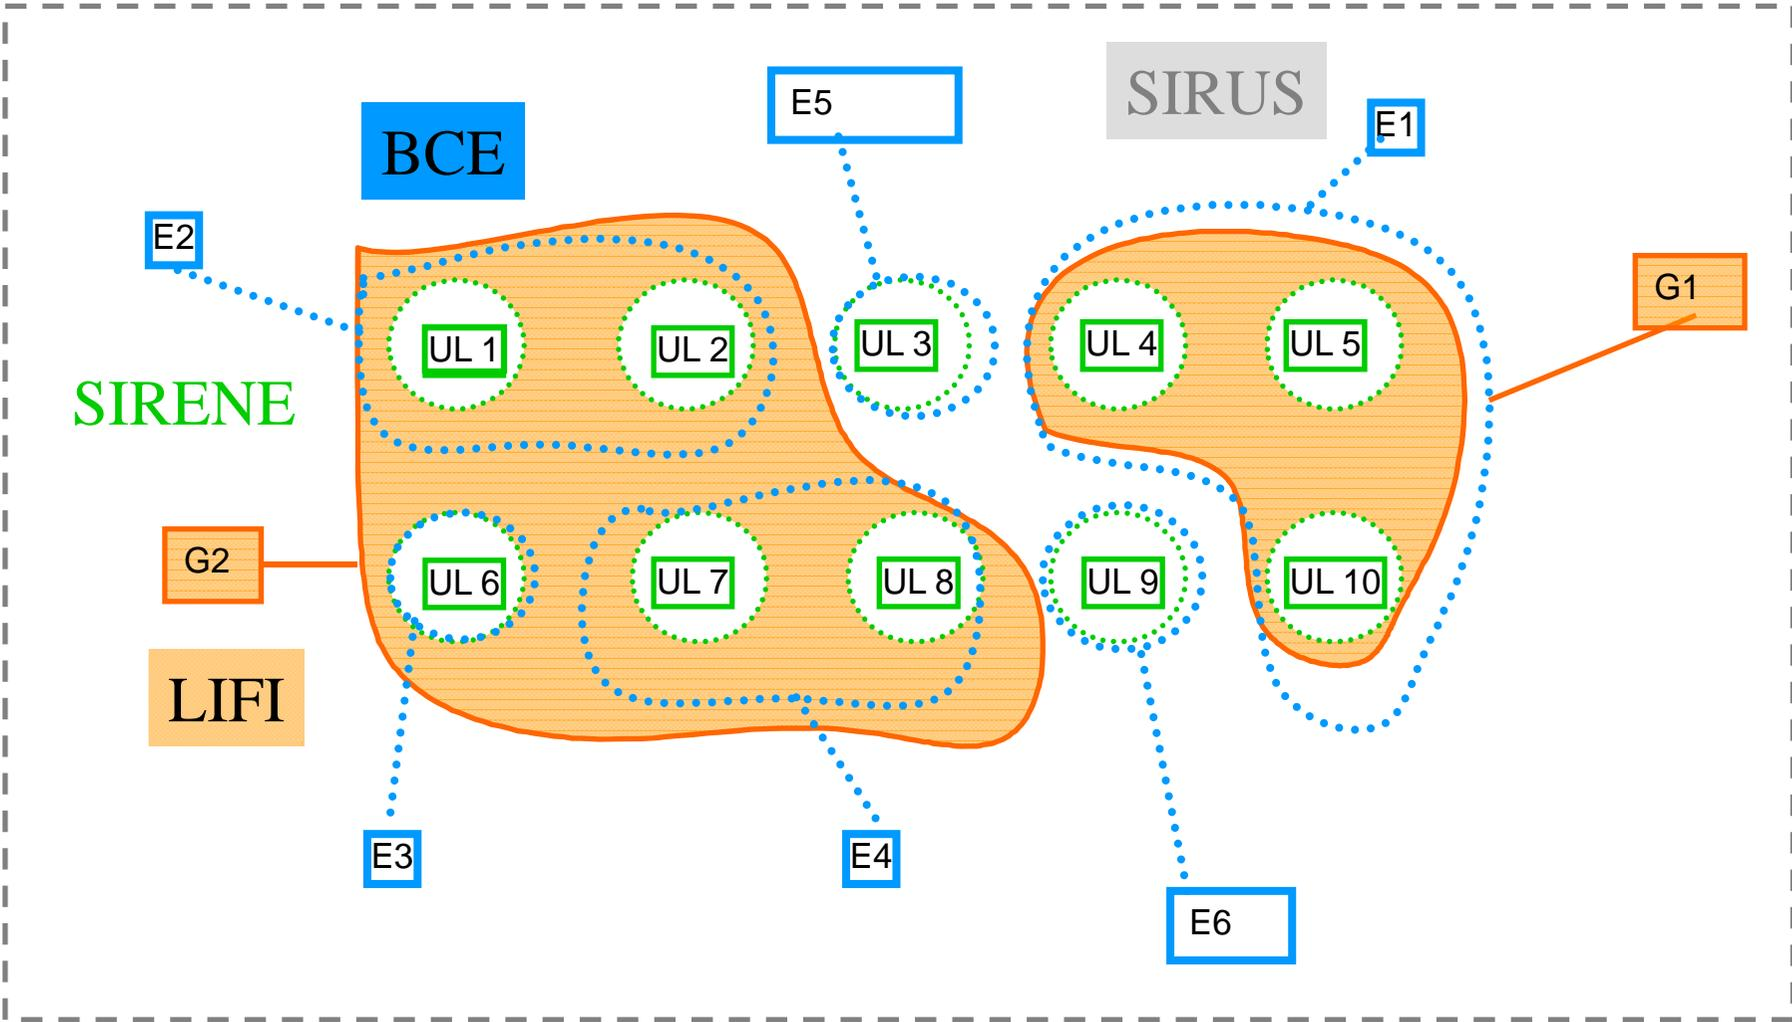 E5
SIRUS
E1
BCE
E2
G1
UL 1
UL 2
UL 3
UL 4
UL 5
SIRENE
G2
UL 6
UL 7
UL 8
UL 9
UL 10
LIFI
E3
E4
E6